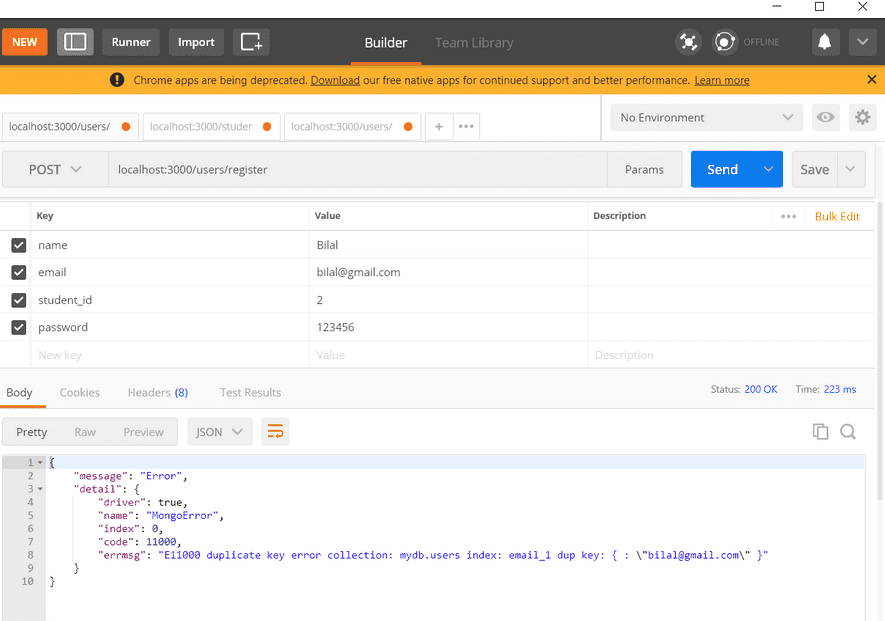 NEW Runner Import Builder Team Library OFFLINE
Chrome apps are being deprecated. Download our free native apps for continued support and better performance. Learn more
localhost:3000/users/ localhost:3000/studer localhost:3000/users/ + ••• No Environment
POST localhost:3000/users/register Params Send Save
Key Value Description ••• Bulk Edit
name Bilal
email bilal@gmail.com
student_id 2
password 123456
New key Value Description
Body Cookies Headers (8) Test Results Status: 200 OK Time: 223 ms
Pretty Raw Preview JSON
1 {
2 "message": "Error",
3 "detail": {
4 "driver": true,
5 "name": "MongoError",
6 "index": 0,
7 "code": 11000,
8 "errmsg": "E11000 duplicate key error collection: mydb.users index: email_1 dup key: { : \"bilal@gmail.com\" }"
9 }
10 }